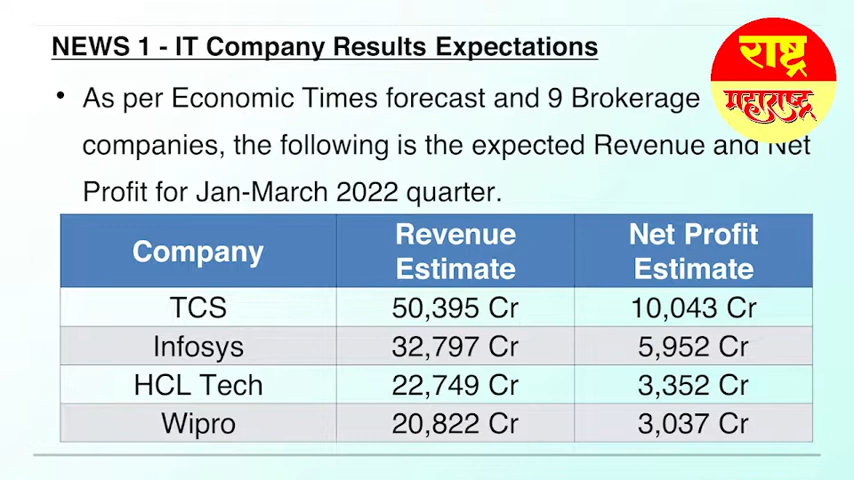 NEWS 1 - IT Company Results Expectations
राष्ट्र
महाराष्ट्र
• As per Economic Times forecast and 9 Brokerage
companies, the following is the expected Revenue and Net
Profit for Jan-March 2022 quarter.
Company Revenue Estimate Net Profit Estimate
TCS 50,395 Cr 10,043 Cr
Infosys 32,797 Cr 5,952 Cr
HCL Tech 22,749 Cr 3,352 Cr
Wipro 20,822 Cr 3,037 Cr